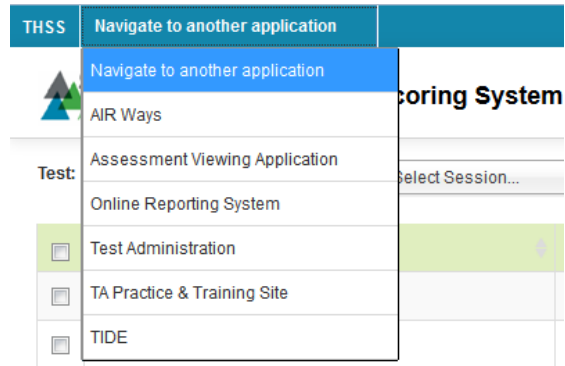 THSS Navigate to another application
Navigate to another application
AIR Ways
coring System
Assessment Viewing Application
Test: Select Session...
Online Reporting System
Test Administration
TA Practice & Training Site
TIDE